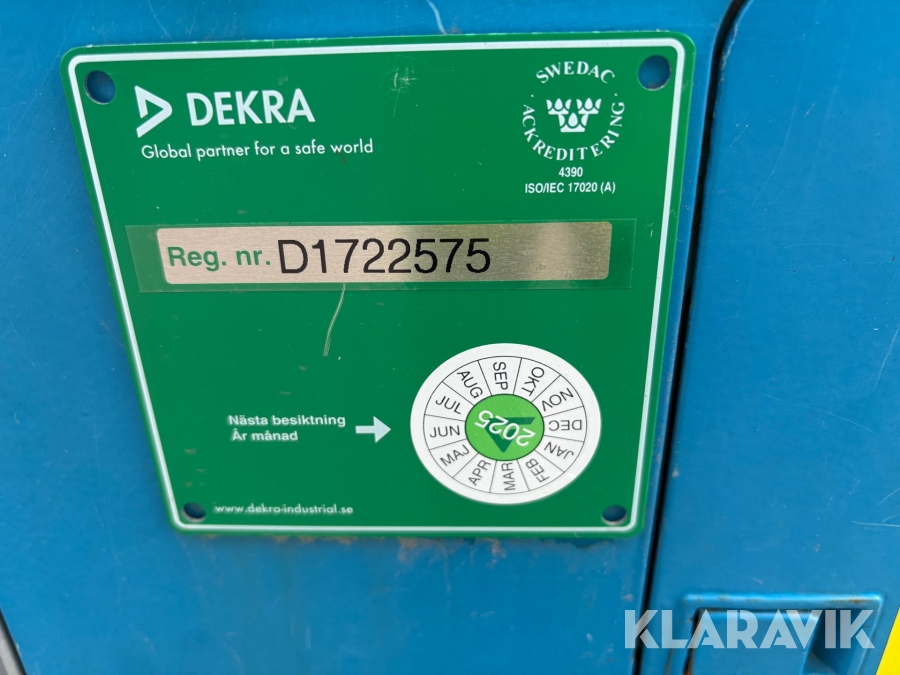 DEKRA
Global partner for a safe world
SWEDAC
ACKREDITERING
4390
ISO/IEC 17020 (A)
Reg. nr. D1722575
Nästa besiktning
År månad
JAN
FEB
MAR
APR
MAJ
JUN
JUL
AUG
SEP
OKT
NOV
DEC
2025
www.dekra-industrial.se
KLARAVIK